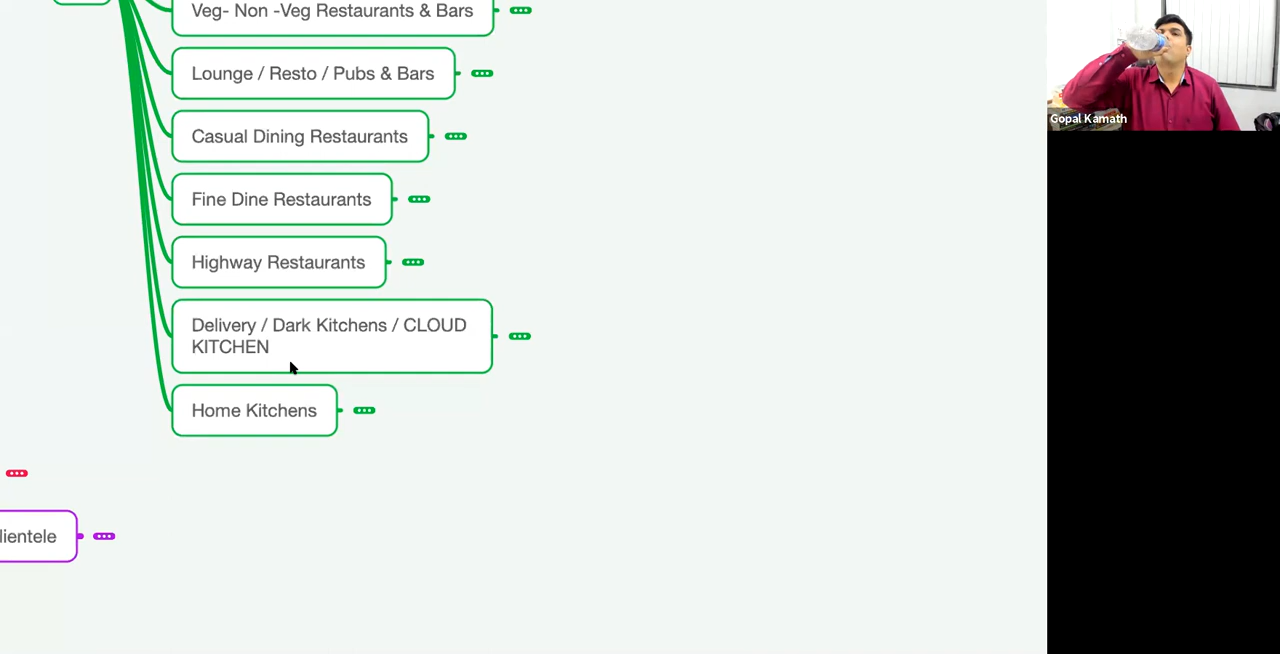 Veg- Non -Veg Restaurants & Bars
Lounge / Resto / Pubs & Bars
Casual Dining Restaurants
Fine Dine Restaurants
Highway Restaurants
Delivery / Dark Kitchens / CLOUD
KITCHEN
Home Kitchens
lientele
Gopal Kamath